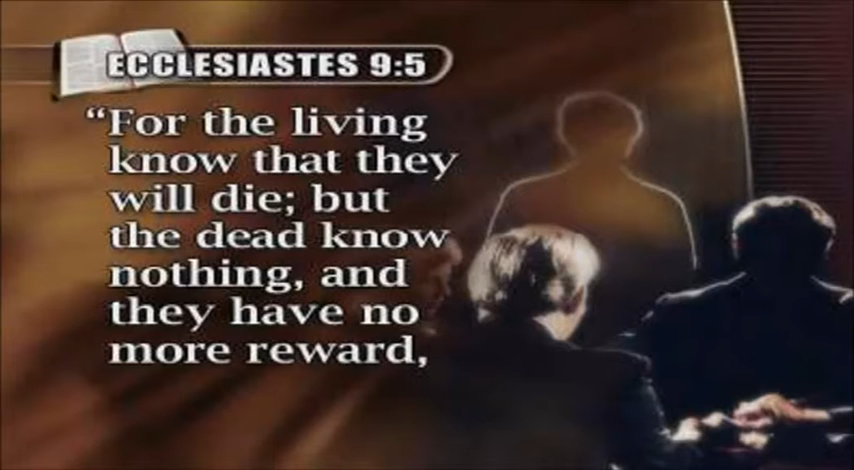 ECCLESIASTES 9:5
“For the living
know that they
will die; but
the dead know
nothing, and
they have no
more reward,